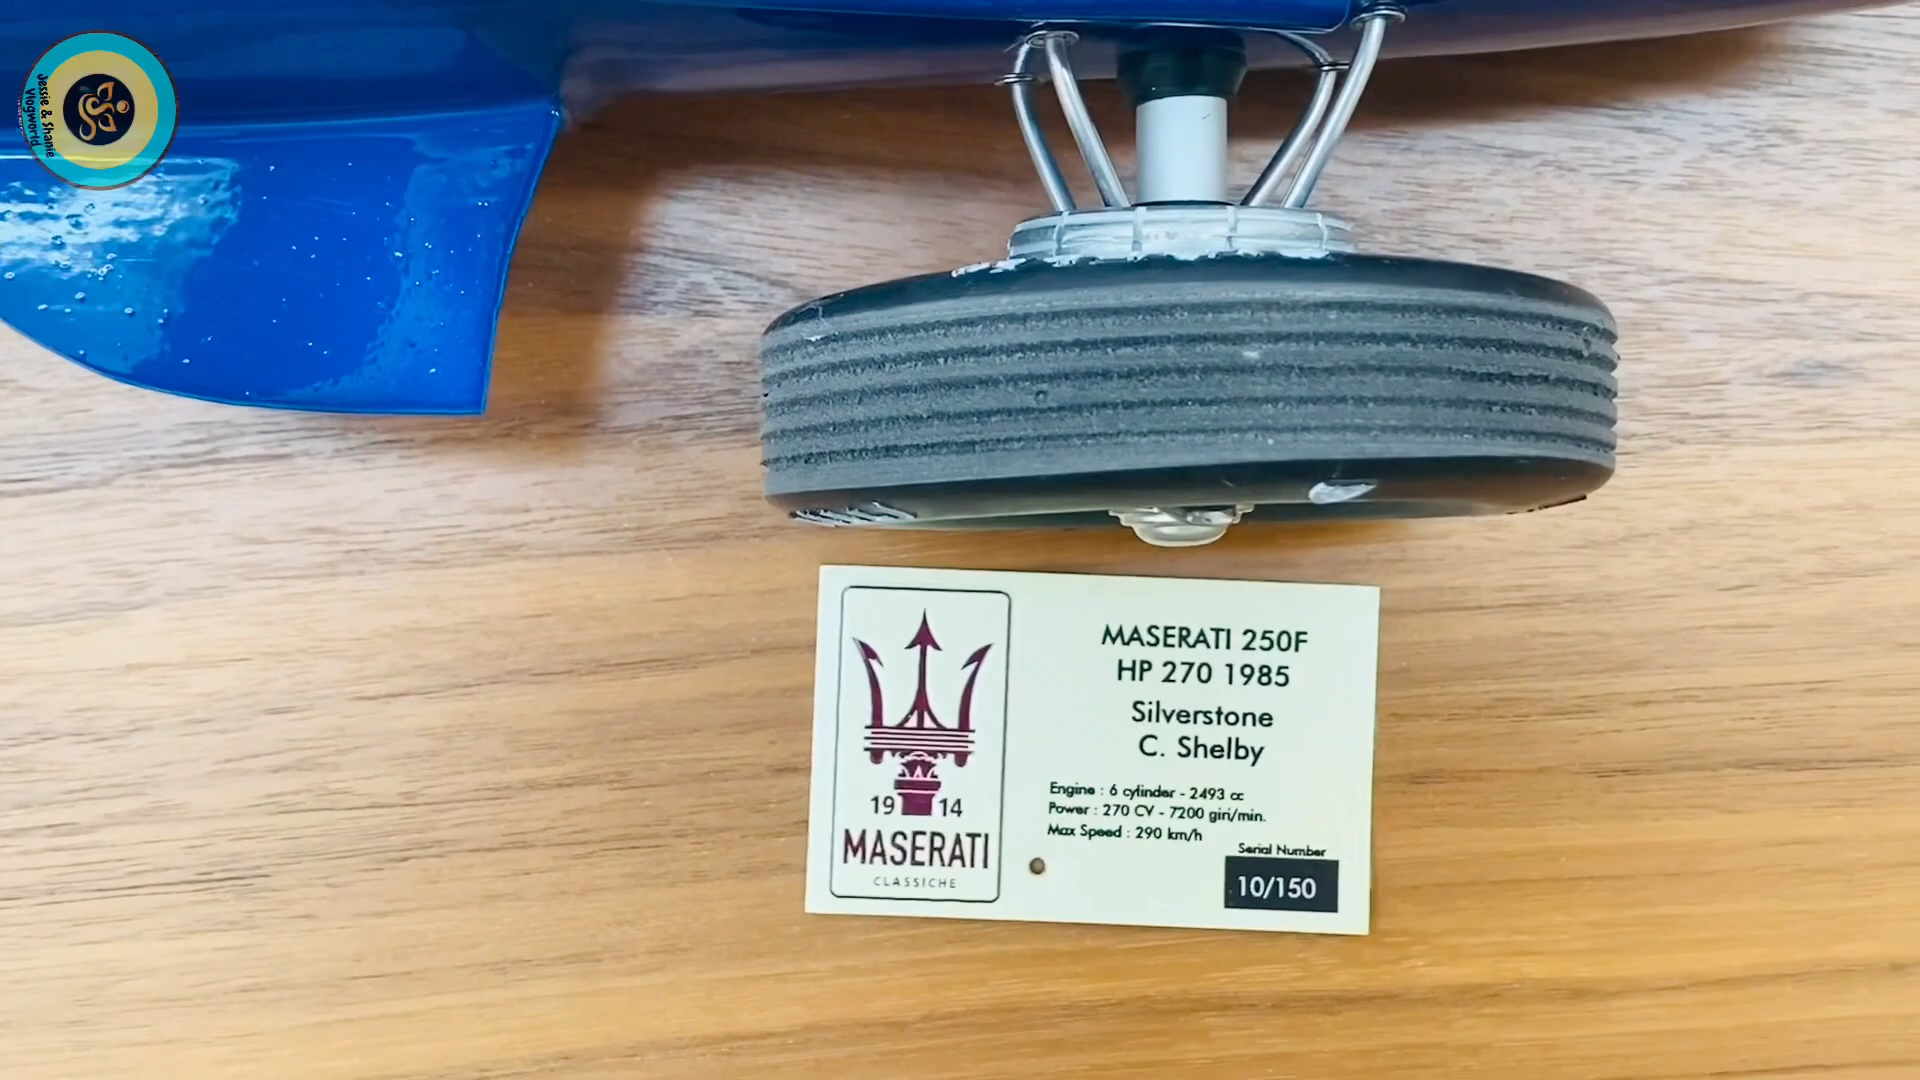 Jessie & Shanie
Vlogworld
19 14
MASERATI
CLASSICHE
MASERATI 250F
HP 270 1985
Silverstone
C. Shelby
Engine : 6 cylinder - 2493 cc
Power : 270 CV - 7200 giri/min.
Max Speed : 290 km/h
Serial Number
10/150